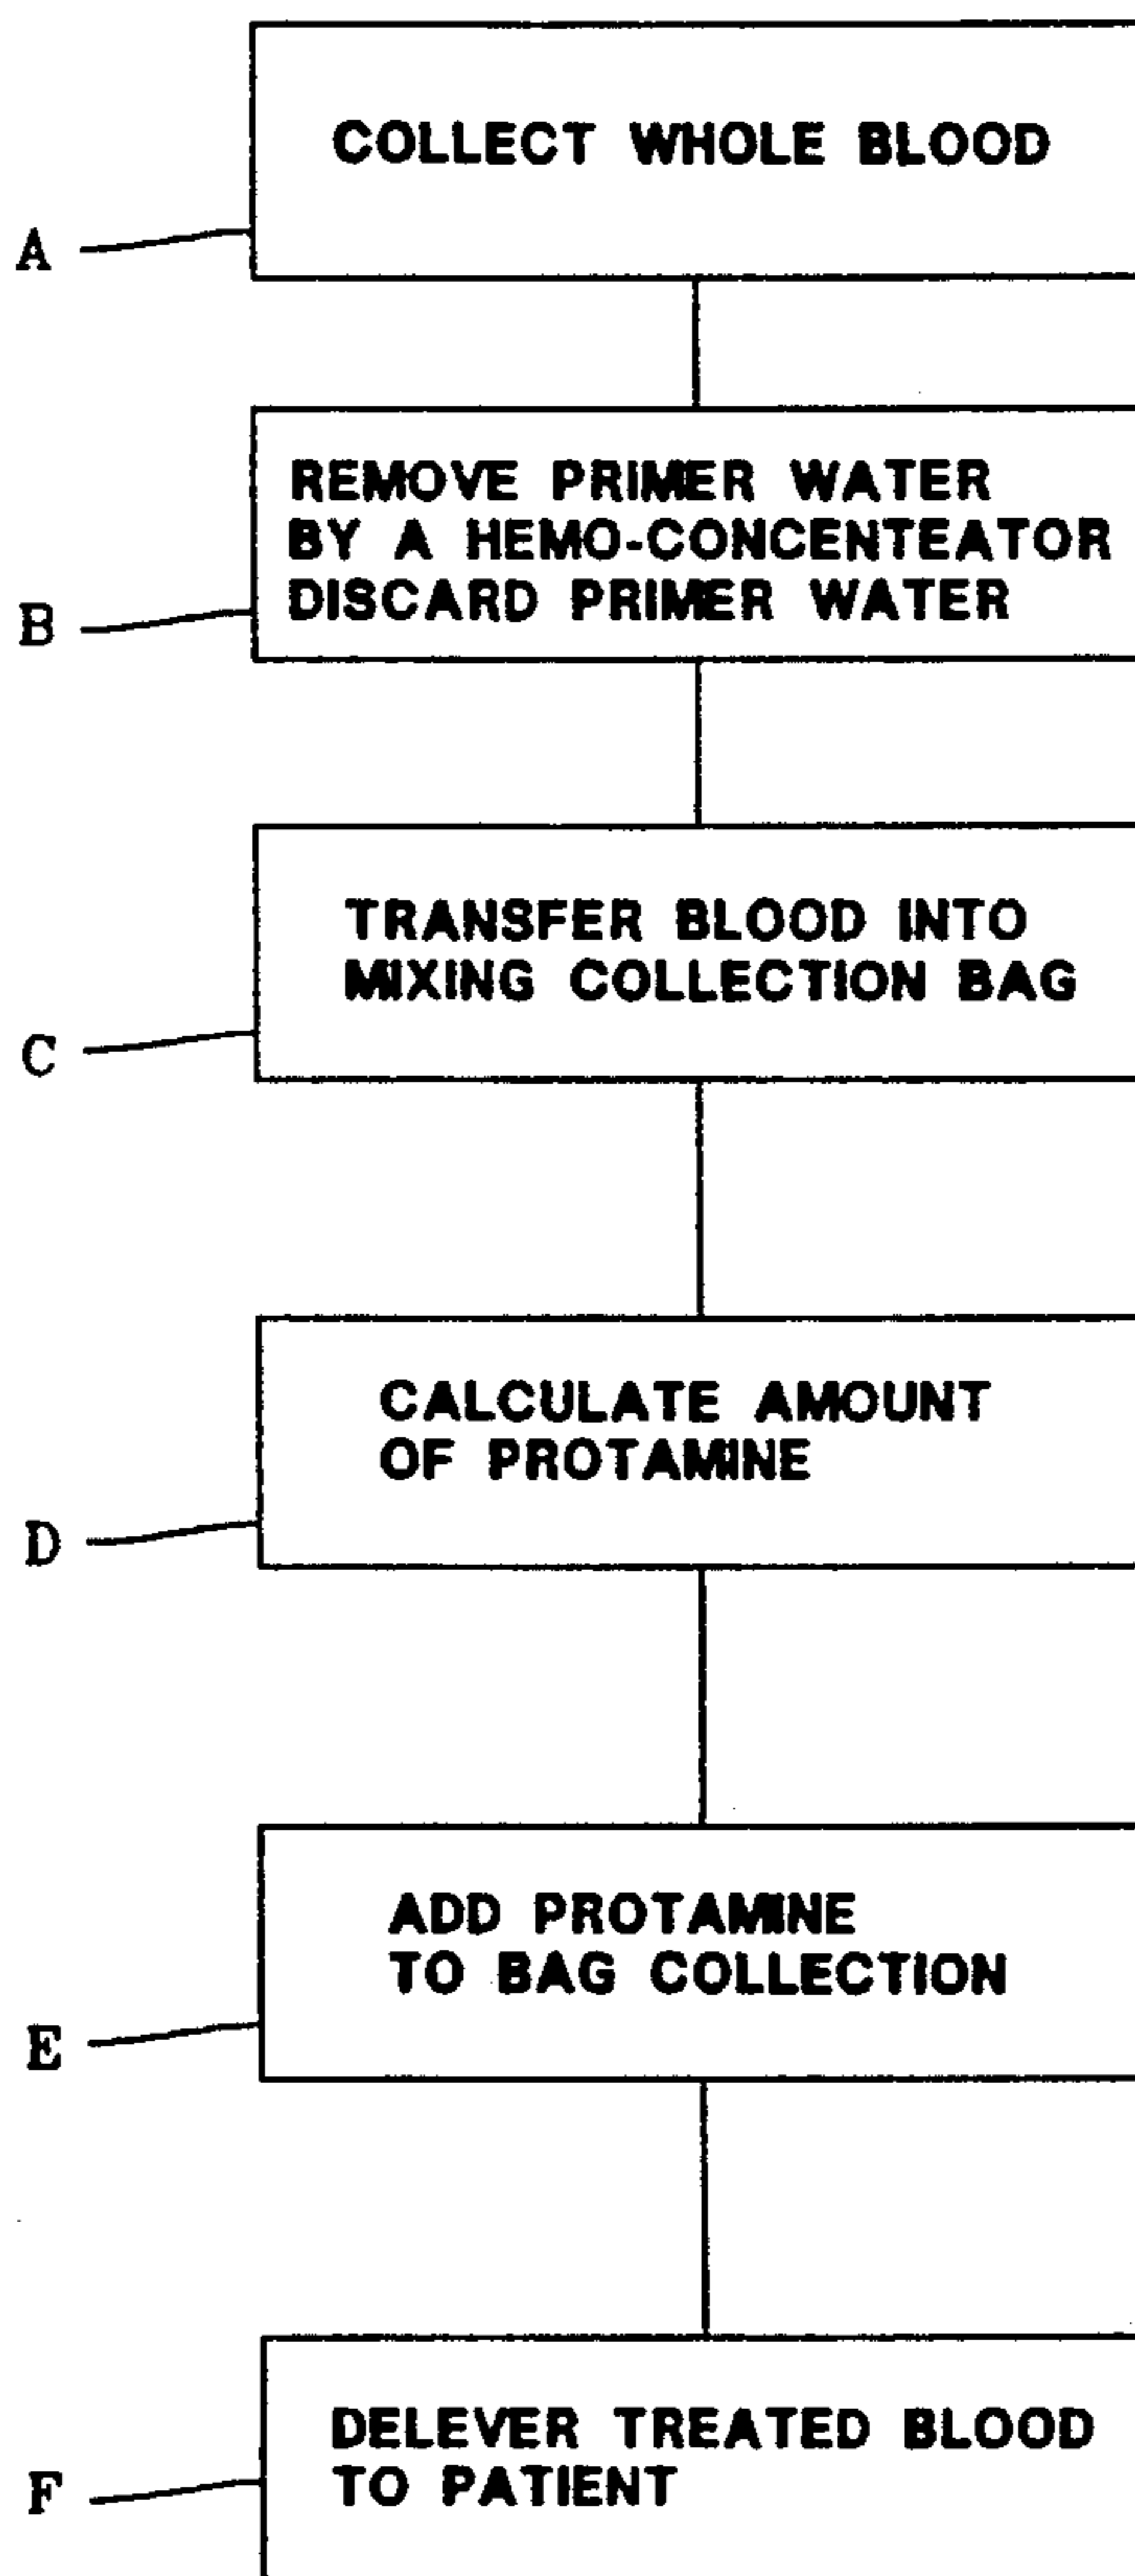 COLLECT WHOLE BLOOD
A
REMOVE PRIMER WATER
BY A HEMO-CONCENTEATOR
DISCARD PRIMER WATER
B
TRANSFER BLOOD INTO
MIXING COLLECTION BAG
C
CALCULATE AMOUNT
OF PROTAMINE
D
ADD PROTAMINE
TO BAG COLLECTION
E
DELEVER TREATED BLOOD
TO PATIENT
F